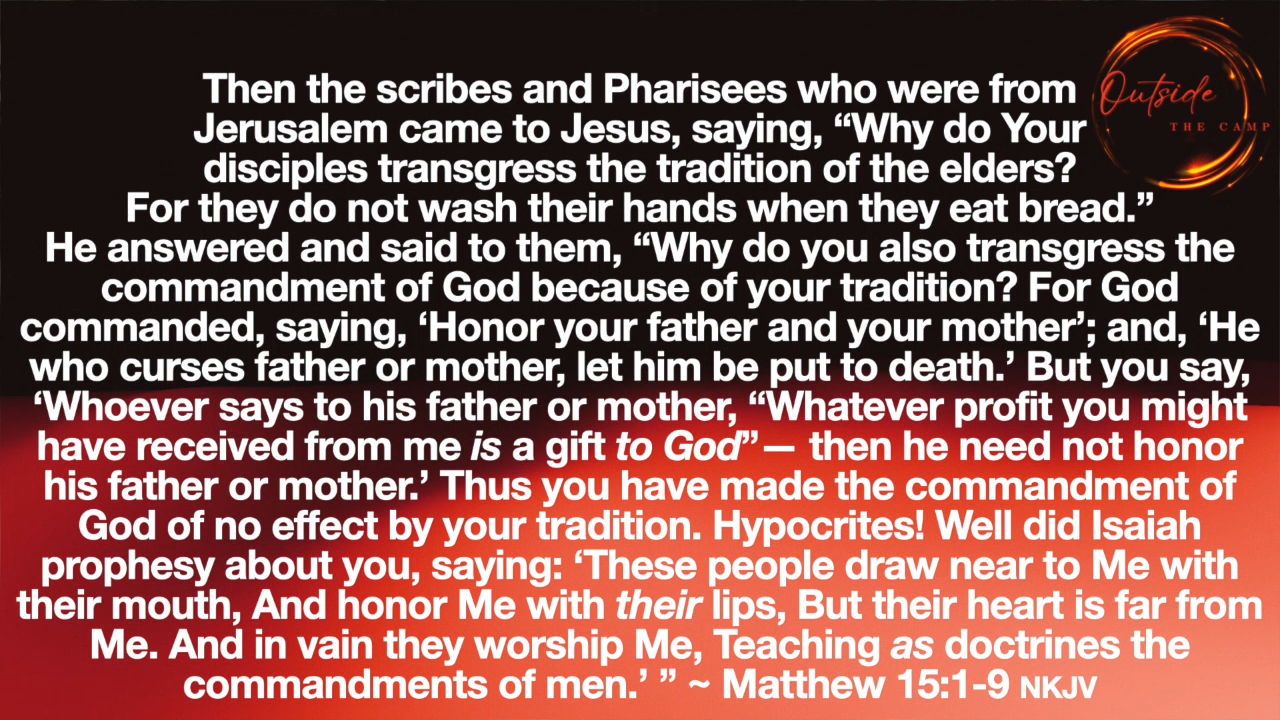 Outside
THE CAMP
Then the scribes and Pharisees who were from
Jerusalem came to Jesus, saying, “Why do Your
disciples transgress the tradition of the elders?
For they do not wash their hands when they eat bread.”
He answered and said to them, “Why do you also transgress the
commandment of God because of your tradition? For God
commanded, saying, ‘Honor your father and your mother’; and, ‘He
who curses father or mother, let him be put to death.’ But you say,
‘Whoever says to his father or mother, “Whatever profit you might
have received from me is a gift to God”— then he need not honor
his father or mother.’ Thus you have made the commandment of
God of no effect by your tradition. Hypocrites! Well did Isaiah
prophesy about you, saying: ‘These people draw near to Me with
their mouth, And honor Me with their lips, But their heart is far from
Me. And in vain they worship Me, Teaching as doctrines the
commandments of men.’ ” ~ Matthew 15:1-9 NKJV